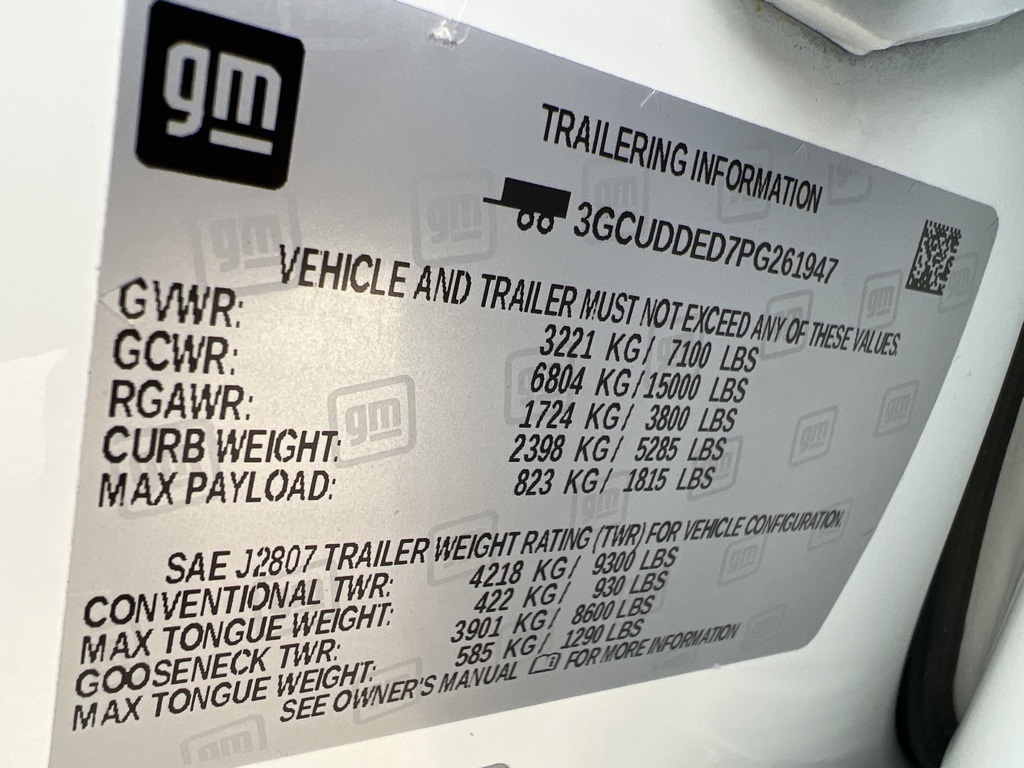 gm
TRAILERING INFORMATION
3GCUDDED7PG261947
VEHICLE AND TRAILER MUST NOT EXCEED ANY OF THESE VALUES.
GVWR: 3221 KG/ 7100 LBS
GCWR: 6804 KG/15000 LBS
RGAWR: 1724 KG/ 3800 LBS
CURB WEIGHT: 2398 KG/ 5285 LBS
MAX PAYLOAD: 823 KG/ 1815 LBS
SAE J2807 TRAILER WEIGHT RATING (TWR) FOR VEHICLE CONFIGURATION.
CONVENTIONAL TWR: 4218 KG/ 9300 LBS
MAX TONGUE WEIGHT: 422 KG/ 930 LBS
GOOSENECK TWR: 3901 KG/ 8600 LBS
MAX TONGUE WEIGHT: 585 KG/ 1290 LBS
SEE OWNER'S MANUAL FOR MORE INFORMATION